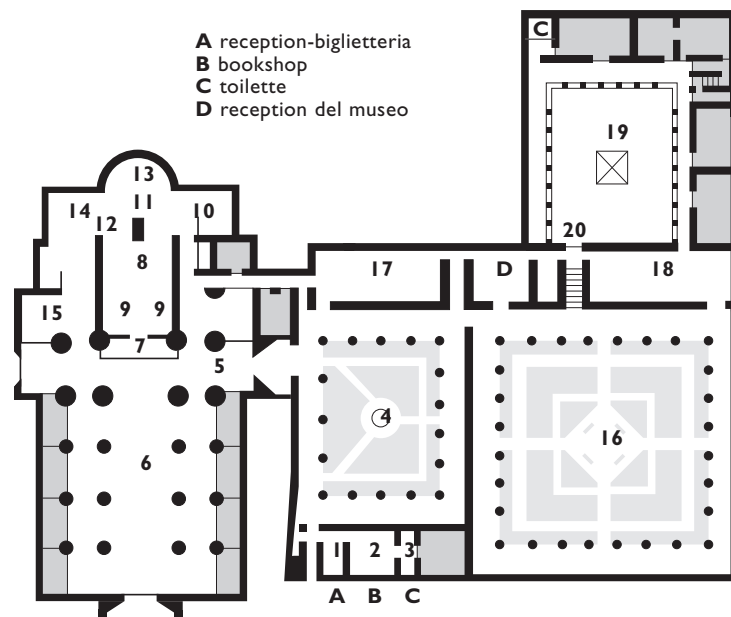 A reception-biglietteria
B bookshop
C toilette
D reception del museo
C
19
13
11
14
12
10
20
8
17
D
18
9 9
15
7
5
4
16
6
1
2
3
A B C